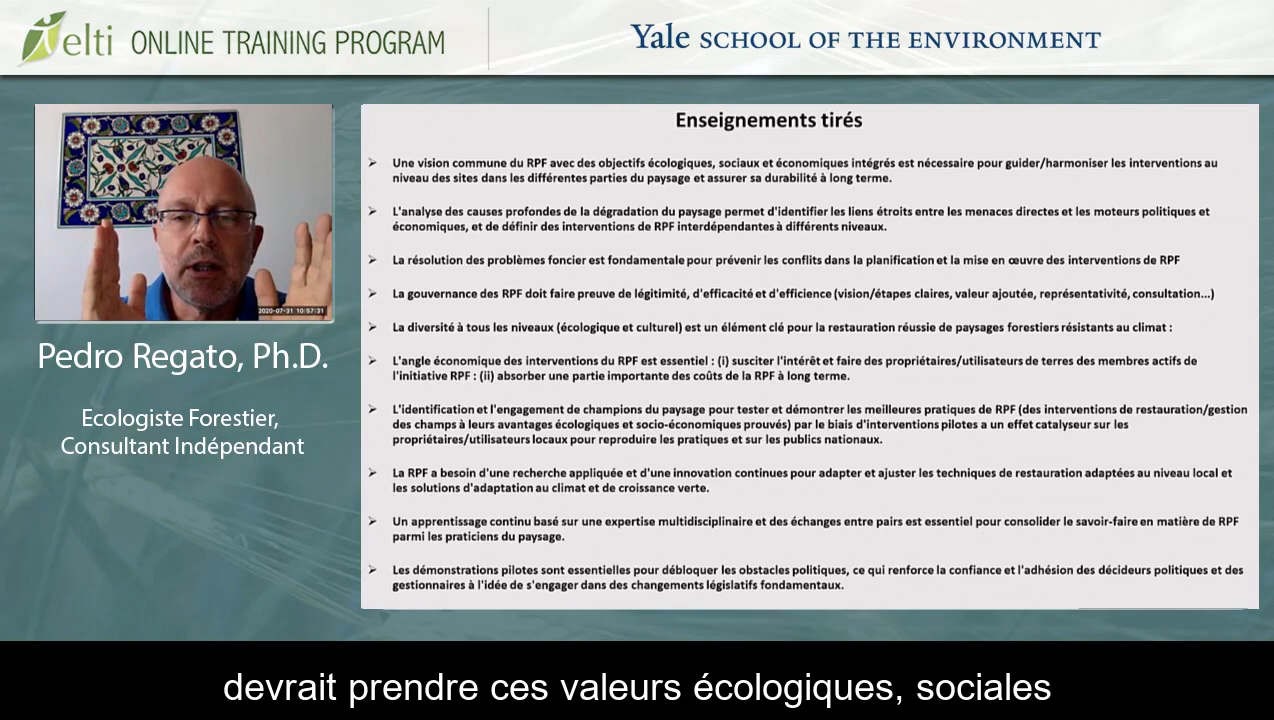 elti ONLINE TRAINING PROGRAM
Yale SCHOOL OF THE ENVIRONMENT
2020-07-31 10:57:31
Pedro Regato, Ph.D.
Ecologiste Forestier,
Consultant Indépendant
Enseignements tirés
➢ Une vision commune du RPF avec des objectifs écologiques, sociaux et économiques intégrés est nécessaire pour guider/harmoniser les interventions au
niveau des sites dans les différentes parties du paysage et assurer sa durabilité à long terme.
➢ L'analyse des causes profondes de la dégradation du paysage permet d'identifier les liens étroits entre les menaces directes et les moteurs politiques et
économiques, et de définir des interventions de RPF interdépendantes à différents niveaux.
➢ La résolution des problèmes foncier est fondamentale pour prévenir les conflits dans la planification et la mise en œuvre des interventions de RPF
➢ La gouvernance des RPF doit faire preuve de légitimité, d'efficacité et d'efficience (vision/étapes claires, valeur ajoutée, représentativité, consultation...)
➢ La diversité à tous les niveaux (écologique et culturel) est un élément clé pour la restauration réussie de paysages forestiers résistants au climat :
➢ L'angle économique des interventions du RPF est essentiel : (i) susciter l'intérêt et faire des propriétaires/utilisateurs de terres des membres actifs de
l'initiative RPF : (ii) absorber une partie importante des coûts de la RPF à long terme.
➢ L'identification et l'engagement de champions du paysage pour tester et démontrer les meilleures pratiques de RPF (des interventions de restauration/gestion
des champs à leurs avantages écologiques et socio-économiques prouvés) par le biais d'interventions pilotes a un effet catalyseur sur les
propriétaires/utilisateurs locaux pour reproduire les pratiques et sur les publics nationaux.
➢ La RPF a besoin d'une recherche appliquée et d'une innovation continues pour adapter et ajuster les techniques de restauration adaptées au niveau local et
les solutions d'adaptation au climat et de croissance verte.
➢ Un apprentissage continu basé sur une expertise multidisciplinaire et des échanges entre pairs est essentiel pour consolider le savoir-faire en matière de RPF
parmi les praticiens du paysage.
➢ Les démonstrations pilotes sont essentielles pour débloquer les obstacles politiques, ce qui renforce la confiance et l'adhésion des décideurs politiques et des
gestionnaires à l'idée de s'engager dans des changements législatifs fondamentaux.
devrait prendre ces valeurs écologiques, sociales